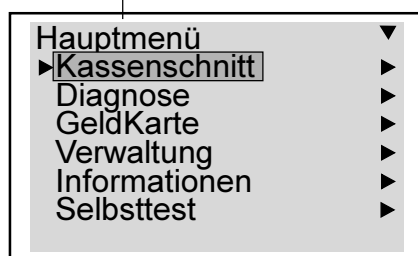 Hauptmenü
Kassenschnitt
Diagnose
GeldKarte
Verwaltung
Informationen
Selbsttest